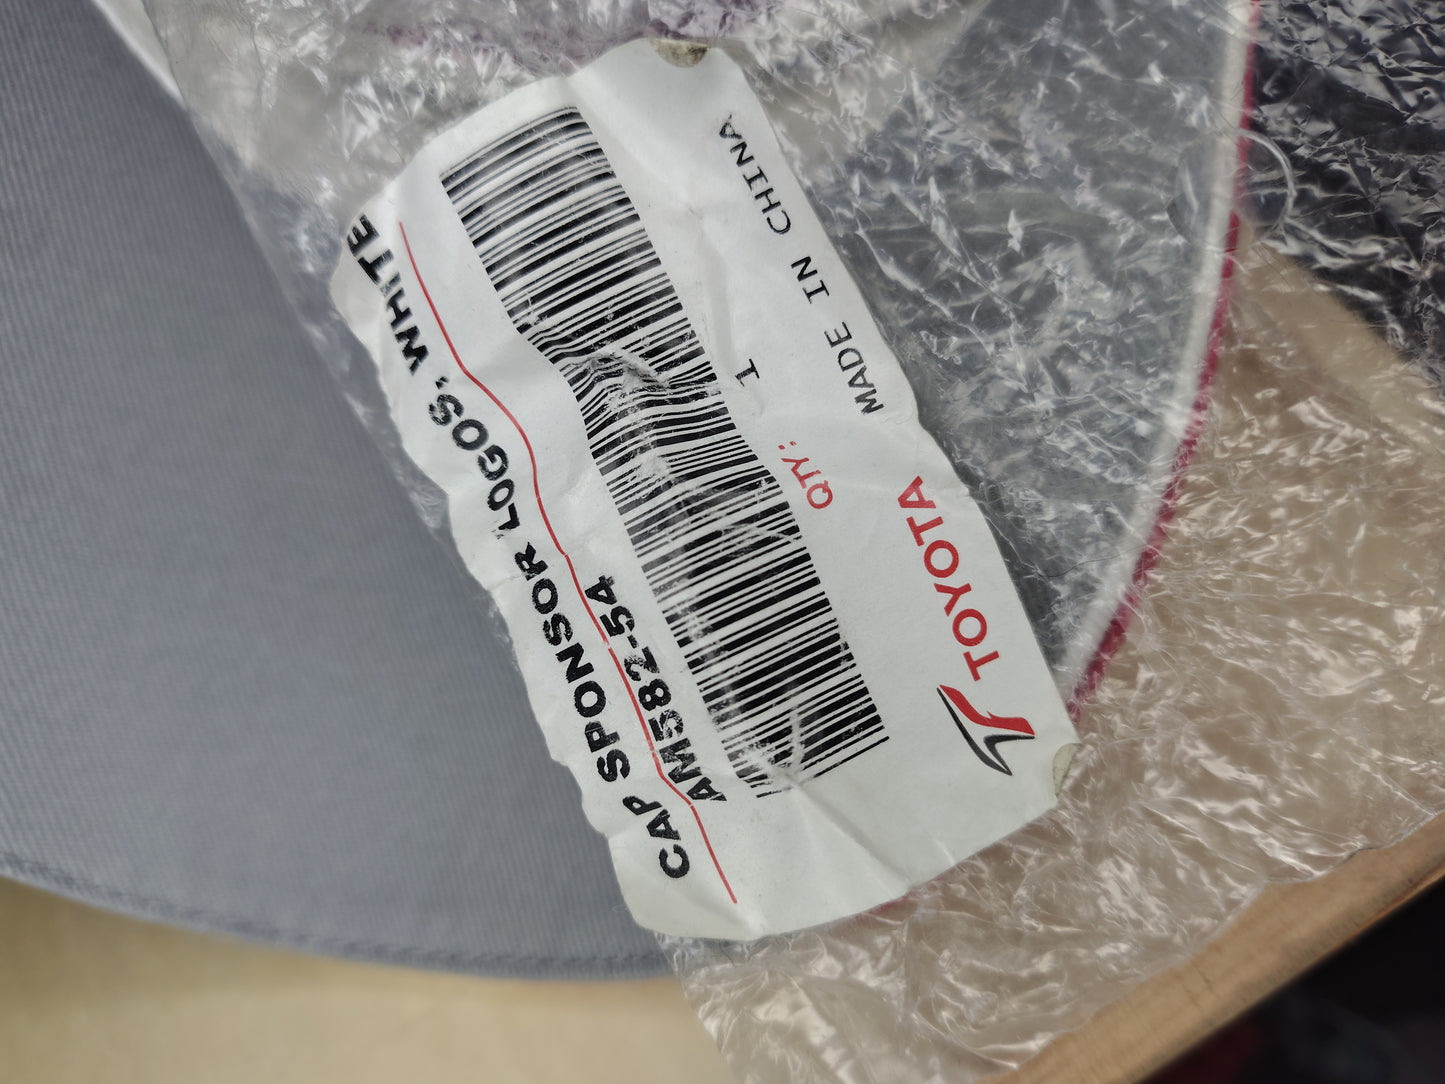 TOYOTA
MADE IN CHINA
QTY: 1
AM582-54
CAP SPONSOR LOGOS, WHITE